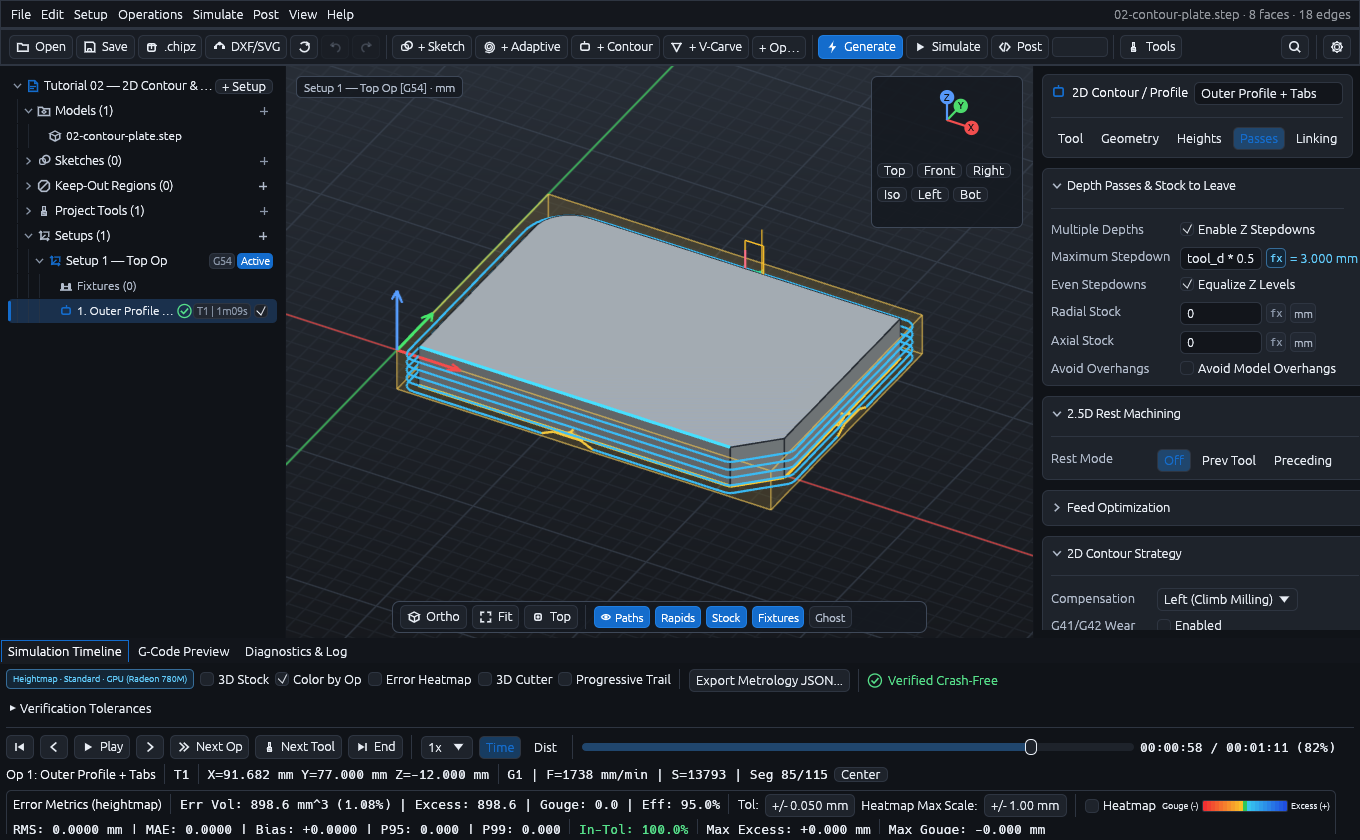 File Edit Setup Operations Simulate Post View Help
02-contour-plate.step · 8 faces · 18 edges
Open Save .chipz DXF/SVG + Sketch + Adaptive + Contour + V-Carve + Op... Generate Simulate Post Tools
Tutorial 02 — 2D Contour & ... + Setup
Models (1) +
02-contour-plate.step
Sketches (0) +
Keep-Out Regions (0) +
Project Tools (1) +
Setups (1) +
Setup 1 — Top Op G54 Active
Fixtures (0)
1. Outer Profile ... T1 | 1m09s
Setup 1 — Top Op [G54] · mm
Z
Y
X
Top Front Right
Iso Left Bot
Ortho Fit Top Paths Rapids Stock Fixtures Ghost
2D Contour / Profile Outer Profile + Tabs
Tool Geometry Heights Passes Linking
Depth Passes & Stock to Leave
Multiple Depths Enable Z Stepdowns
Maximum Stepdown tool_d * 0.5 fx = 3.000 mm
Even Stepdowns Equalize Z Levels
Radial Stock 0 fx mm
Axial Stock 0 fx mm
Avoid Overhangs Avoid Model Overhangs
2.5D Rest Machining
Rest Mode Off Prev Tool Preceding
Feed Optimization
2D Contour Strategy
Compensation Left (Climb Milling)
G41/G42 Wear Enabled
Simulation Timeline G-Code Preview Diagnostics & Log
Heightmap · Standard · GPU (Radeon 780M) 3D Stock Color by Op Error Heatmap 3D Cutter Progressive Trail Export Metrology JSON... Verified Crash-Free
Verification Tolerances
Play Next Op Next Tool End 1x Time Dist 00:00:58 / 00:01:11 (82%)
Op 1: Outer Profile + Tabs T1 X=91.682 mm Y=77.000 mm Z=-12.000 mm G1 | F=1738 mm/min | S=13793 | Seg 85/115 Center
Error Metrics (heightmap) Err Vol: 898.6 mm^3 (1.08%) | Excess: 898.6 | Gouge: 0.0 | Eff: 95.0% Tol: +/- 0.050 mm Heatmap Max Scale: +/- 1.00 mm Heatmap Gouge (-) Excess (+)
RMS: 0.0000 mm | MAE: 0.0000 | Bias: +0.0000 | P95: 0.000 | P99: 0.000 In-Tol: 100.0% Max Excess: +0.000 mm Max Gouge: -0.000 mm